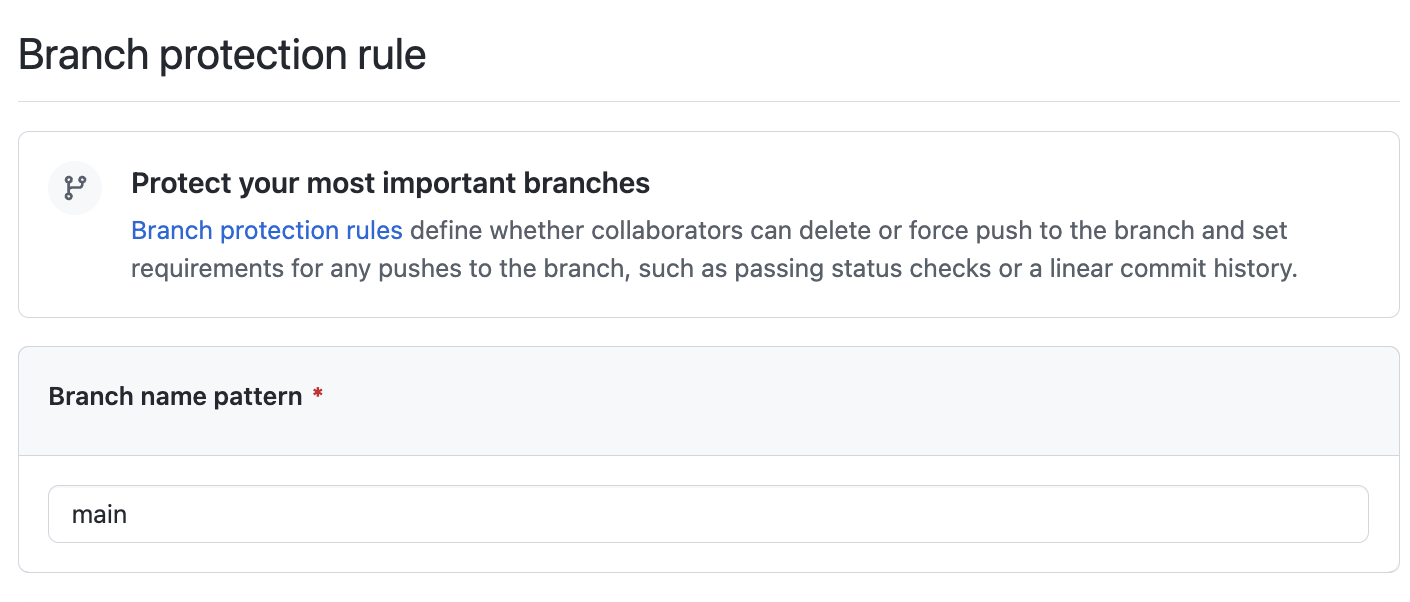 Branch protection rule
Protect your most important branches
Branch protection rules define whether collaborators can delete or force push to the branch and set
requirements for any pushes to the branch, such as passing status checks or a linear commit history.
Branch name pattern *
main